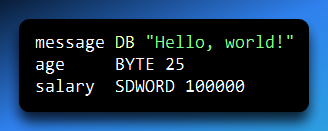 message DB "Hello, world!"
age     BYTE 25
salary  SDWORD 100000